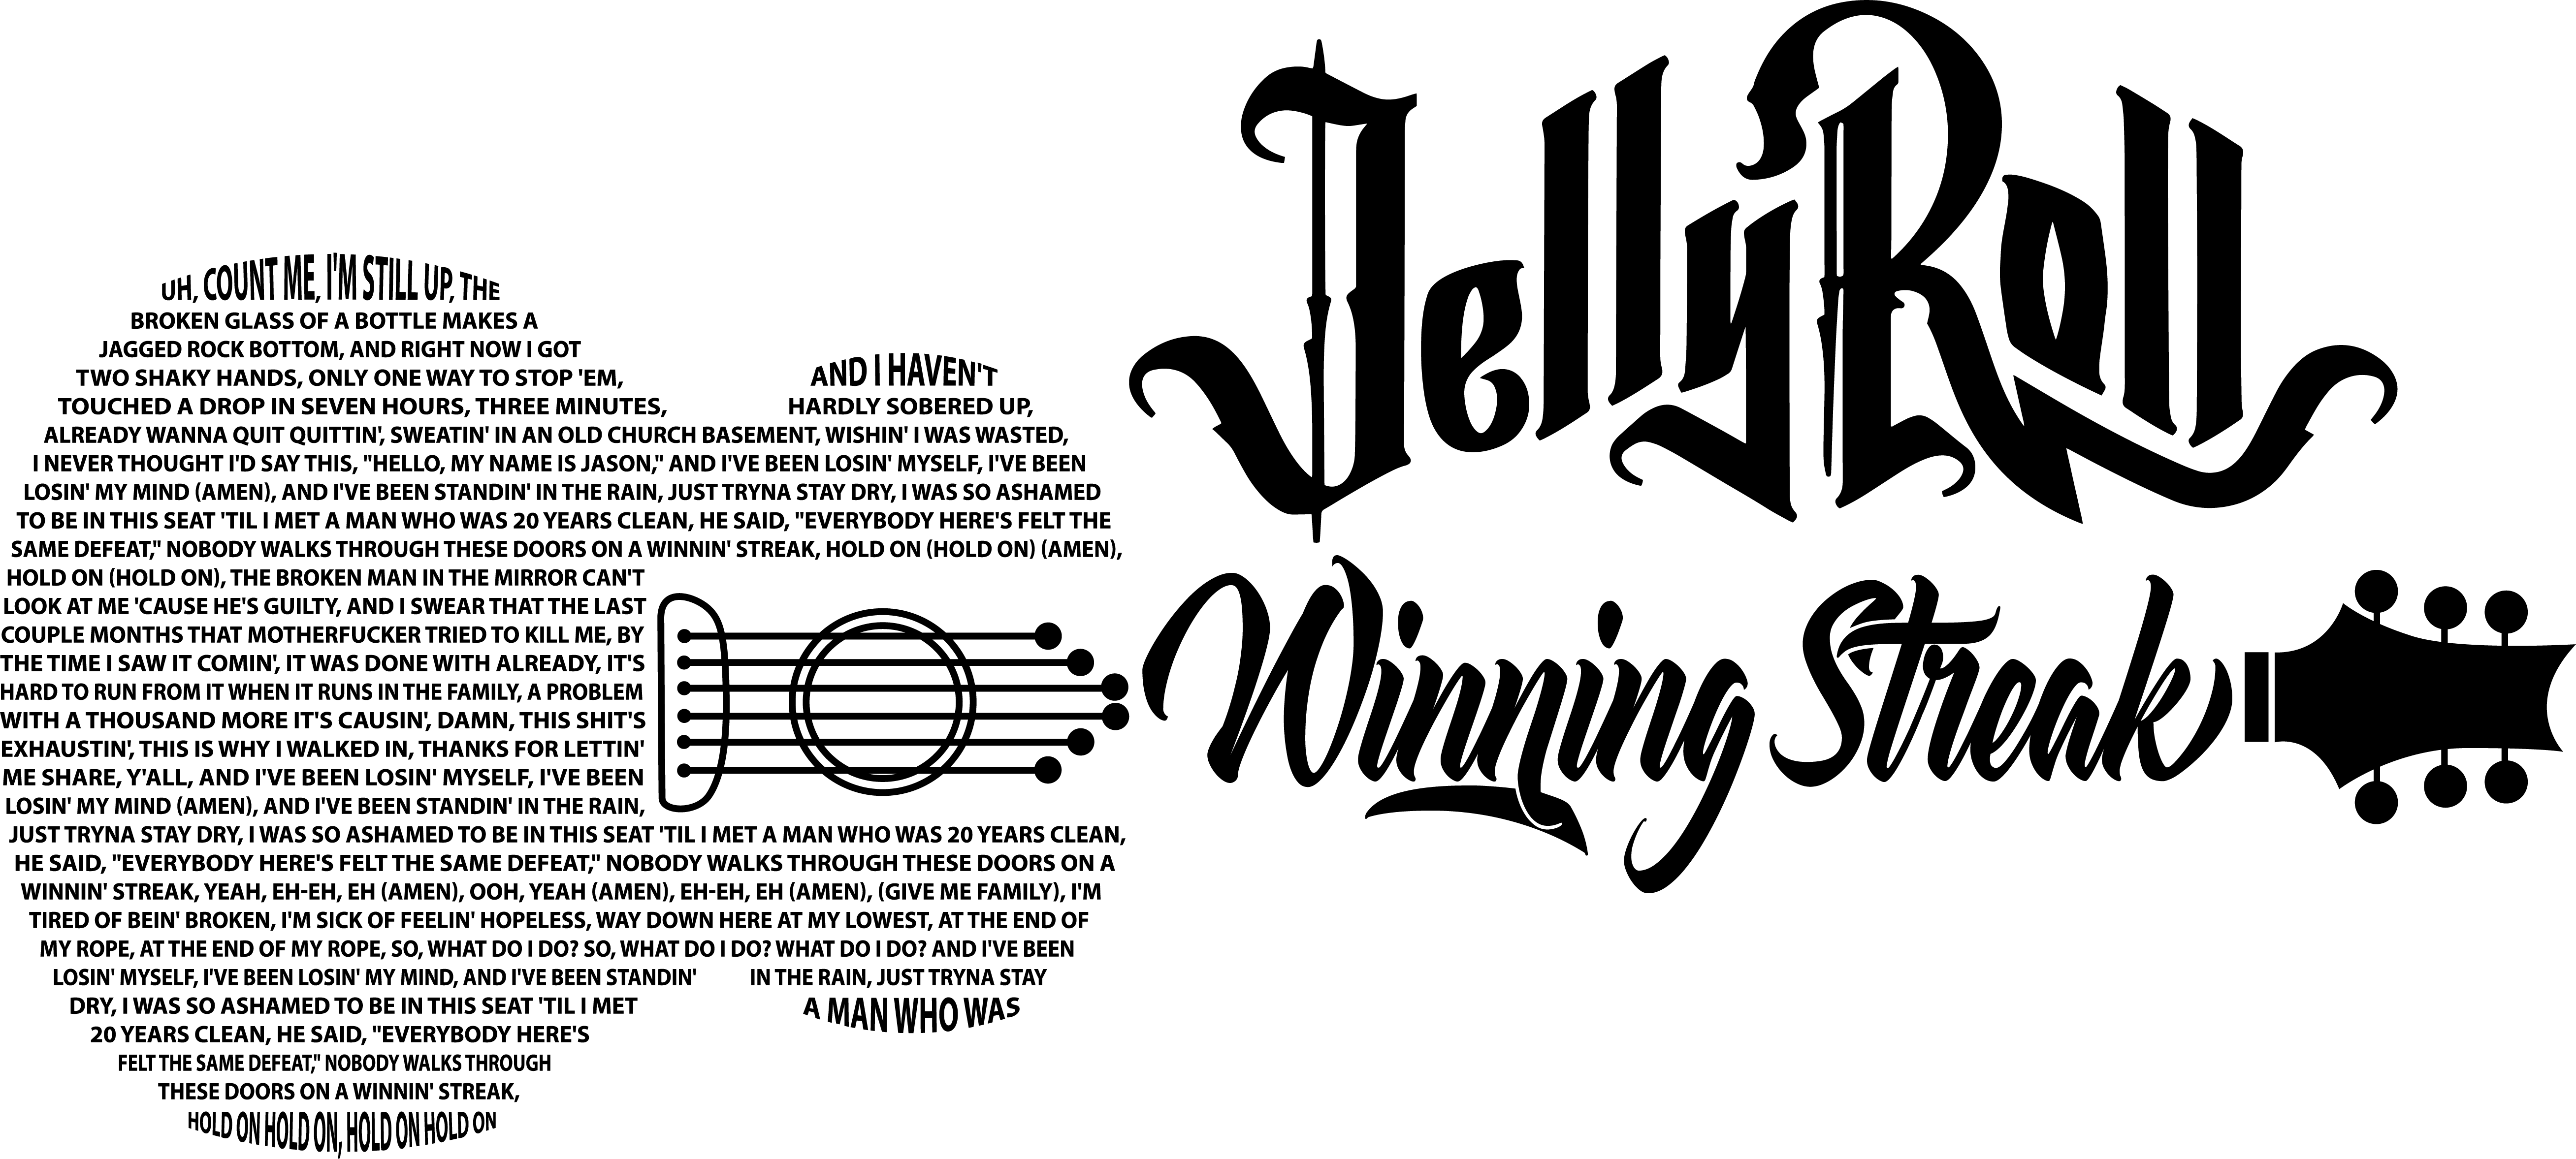 UH, COUNT ME, I'M STILL UP, THE
BROKEN GLASS OF A BOTTLE MAKES A
JAGGED ROCK BOTTOM, AND RIGHT NOW I GOT
TWO SHAKY HANDS, ONLY ONE WAY TO STOP 'EM,
AND I HAVEN'T
TOUCHED A DROP IN SEVEN HOURS, THREE MINUTES,
HARDLY SOBERED UP,
ALREADY WANNA QUIT QUITTIN', SWEATIN' IN AN OLD CHURCH BASEMENT, WISHIN' I WAS WASTED,
I NEVER THOUGHT I'D SAY THIS, "HELLO, MY NAME IS JASON," AND I'VE BEEN LOSIN' MYSELF, I'VE BEEN
LOSIN' MY MIND (AMEN), AND I'VE BEEN STANDIN' IN THE RAIN, JUST TRYNA STAY DRY, I WAS SO ASHAMED
TO BE IN THIS SEAT 'TIL I MET A MAN WHO WAS 20 YEARS CLEAN, HE SAID, "EVERYBODY HERE'S FELT THE
SAME DEFEAT," NOBODY WALKS THROUGH THESE DOORS ON A WINNIN' STREAK, HOLD ON (HOLD ON) (AMEN),
HOLD ON (HOLD ON), THE BROKEN MAN IN THE MIRROR CAN'T
LOOK AT ME 'CAUSE HE'S GUILTY, AND I SWEAR THAT THE LAST
COUPLE MONTHS THAT MOTHERFUCKER TRIED TO KILL ME, BY
THE TIME I SAW IT COMIN', IT WAS DONE WITH ALREADY, IT'S
HARD TO RUN FROM IT WHEN IT RUNS IN THE FAMILY, A PROBLEM
WITH A THOUSAND MORE IT'S CAUSIN', DAMN, THIS SHIT'S
EXHAUSTIN', THIS IS WHY I WALKED IN, THANKS FOR LETTIN'
ME SHARE, Y'ALL, AND I'VE BEEN LOSIN' MYSELF, I'VE BEEN
LOSIN' MY MIND (AMEN), AND I'VE BEEN STANDIN' IN THE RAIN,
JUST TRYNA STAY DRY, I WAS SO ASHAMED TO BE IN THIS SEAT 'TIL I MET A MAN WHO WAS 20 YEARS CLEAN,
HE SAID, "EVERYBODY HERE'S FELT THE SAME DEFEAT," NOBODY WALKS THROUGH THESE DOORS ON A
WINNIN' STREAK, YEAH, EH-EH, EH (AMEN), OOH, YEAH (AMEN), EH-EH, EH (AMEN), (GIVE ME FAMILY), I'M
TIRED OF BEIN' BROKEN, I'M SICK OF FEELIN' HOPELESS, WAY DOWN HERE AT MY LOWEST, AT THE END OF
MY ROPE, AT THE END OF MY ROPE, SO, WHAT DO I DO? SO, WHAT DO I DO? WHAT DO I DO? AND I'VE BEEN
LOSIN' MYSELF, I'VE BEEN LOSIN' MY MIND, AND I'VE BEEN STANDIN' IN THE RAIN, JUST TRYNA STAY
DRY, I WAS SO ASHAMED TO BE IN THIS SEAT 'TIL I MET
A MAN WHO WAS
20 YEARS CLEAN, HE SAID, "EVERYBODY HERE'S
FELT THE SAME DEFEAT," NOBODY WALKS THROUGH
THESE DOORS ON A WINNIN' STREAK,
HOLD ON HOLD ON, HOLD ON HOLD ON
Jelly Roll
Winning Streak